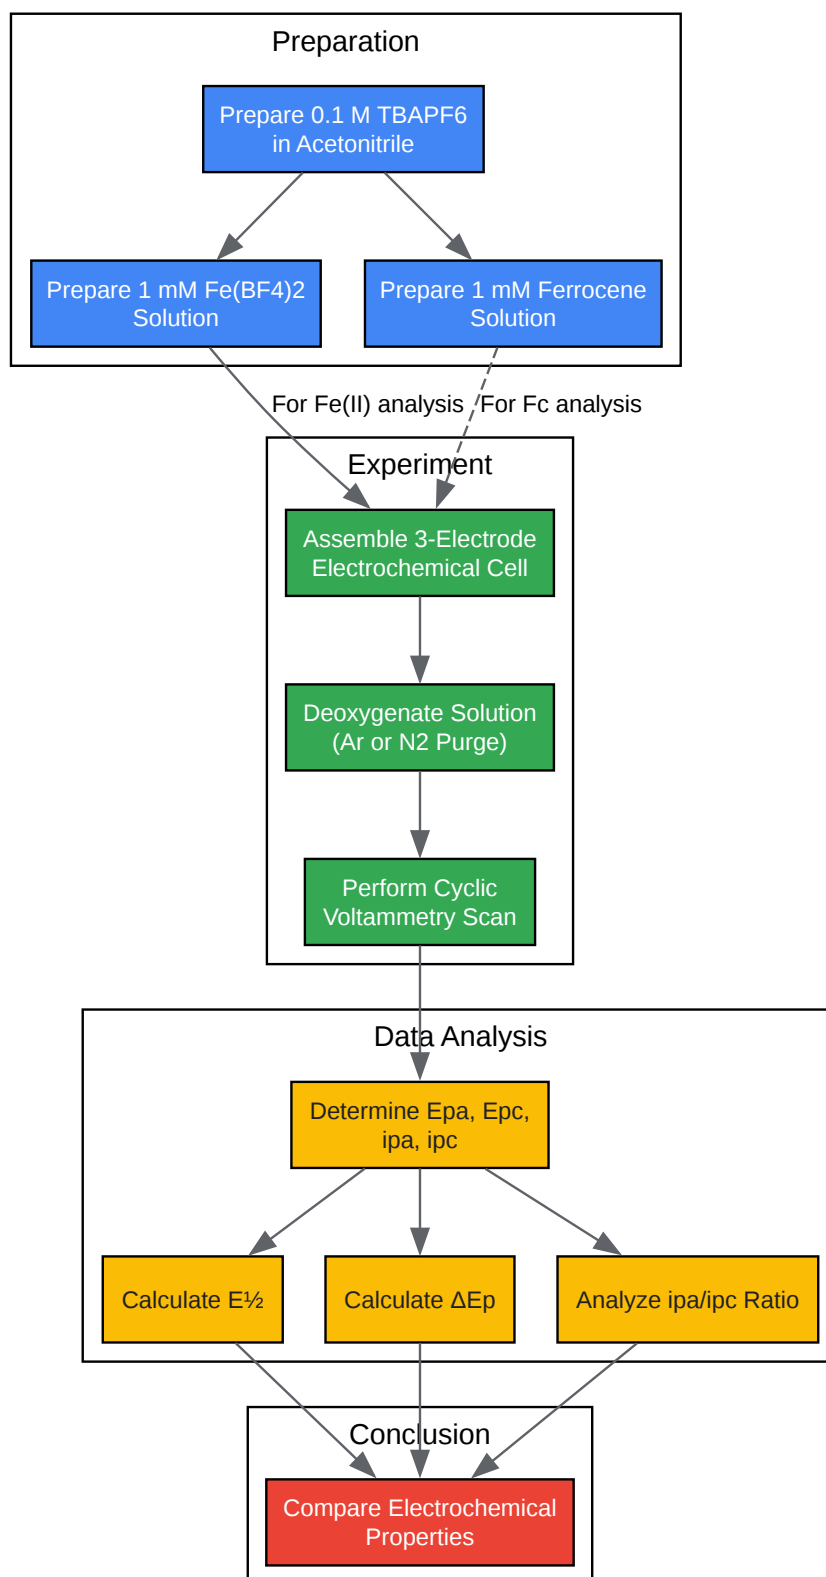 Preparation
Prepare 0.1 M TBAPF6
in Acetonitrile
Prepare 1 mM Fe(BF4)2
Solution
Prepare 1 mM Ferrocene
Solution
For Fe(II) analysis
For Fc analysis
Experiment
Assemble 3-Electrode
Electrochemical Cell
Deoxygenate Solution
(Ar or N2 Purge)
Perform Cyclic
Voltammetry Scan
Data Analysis
Determine Epa, Epc,
ipa, ipc
Calculate E½
Calculate ΔEp
Analyze ipa/ipc Ratio
Conclusion
Compare Electrochemical
Properties